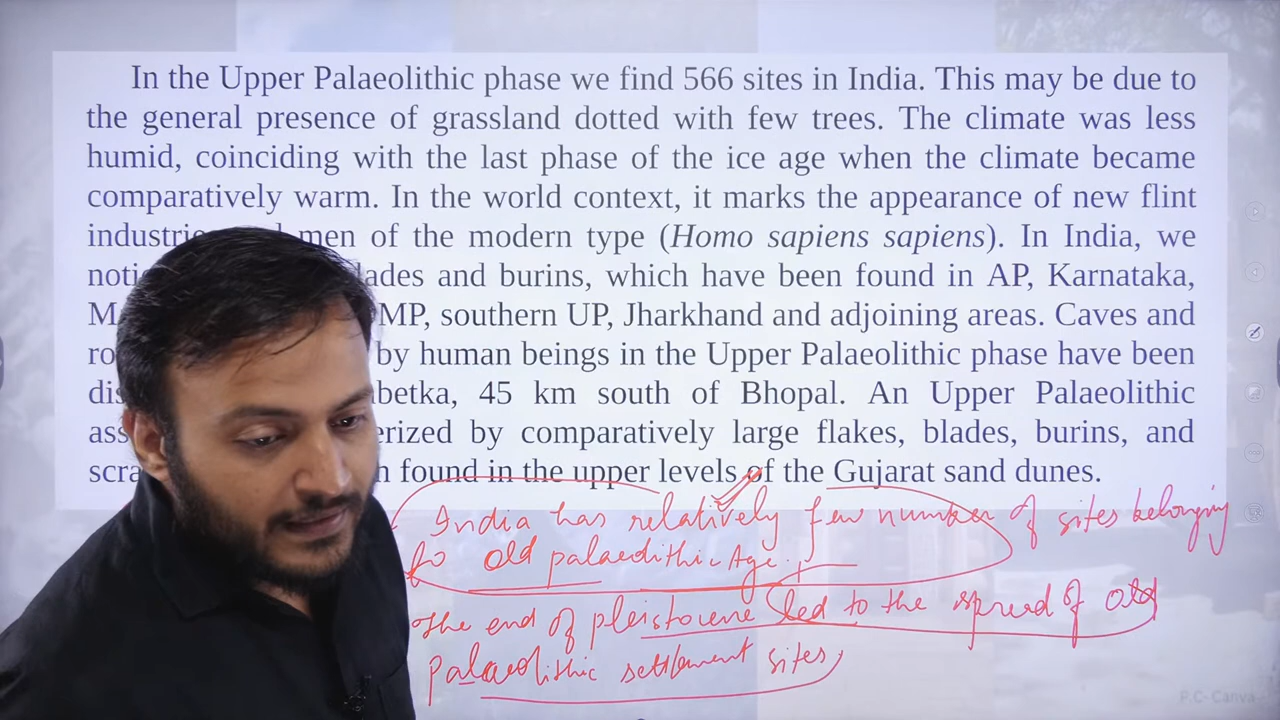 In the Upper Palaeolithic phase we find 566 sites in India. This may be due to
the general presence of grassland dotted with few trees. The climate was less
humid, coinciding with the last phase of the ice age when the climate became
comparatively warm. In the world context, it marks the appearance of new flint
men of the modern type (Homo sapiens sapiens). In India, we
and burins, which have been found in AP, Karnataka,
MP, southern UP, Jharkhand and adjoining areas. Caves and
by human beings in the Upper Palaeolithic phase have been
45 km south of Bhopal. An Upper Palaeolithic
by comparatively large flakes, blades, burins, and
found in the upper levels of the Gujarat sand dunes.
India has relatively few number of sites belonging
to old palaeolithic Age.
The end of pleistocene led to the spread of old
palaeolithic settlement sites,
P.C- Canva